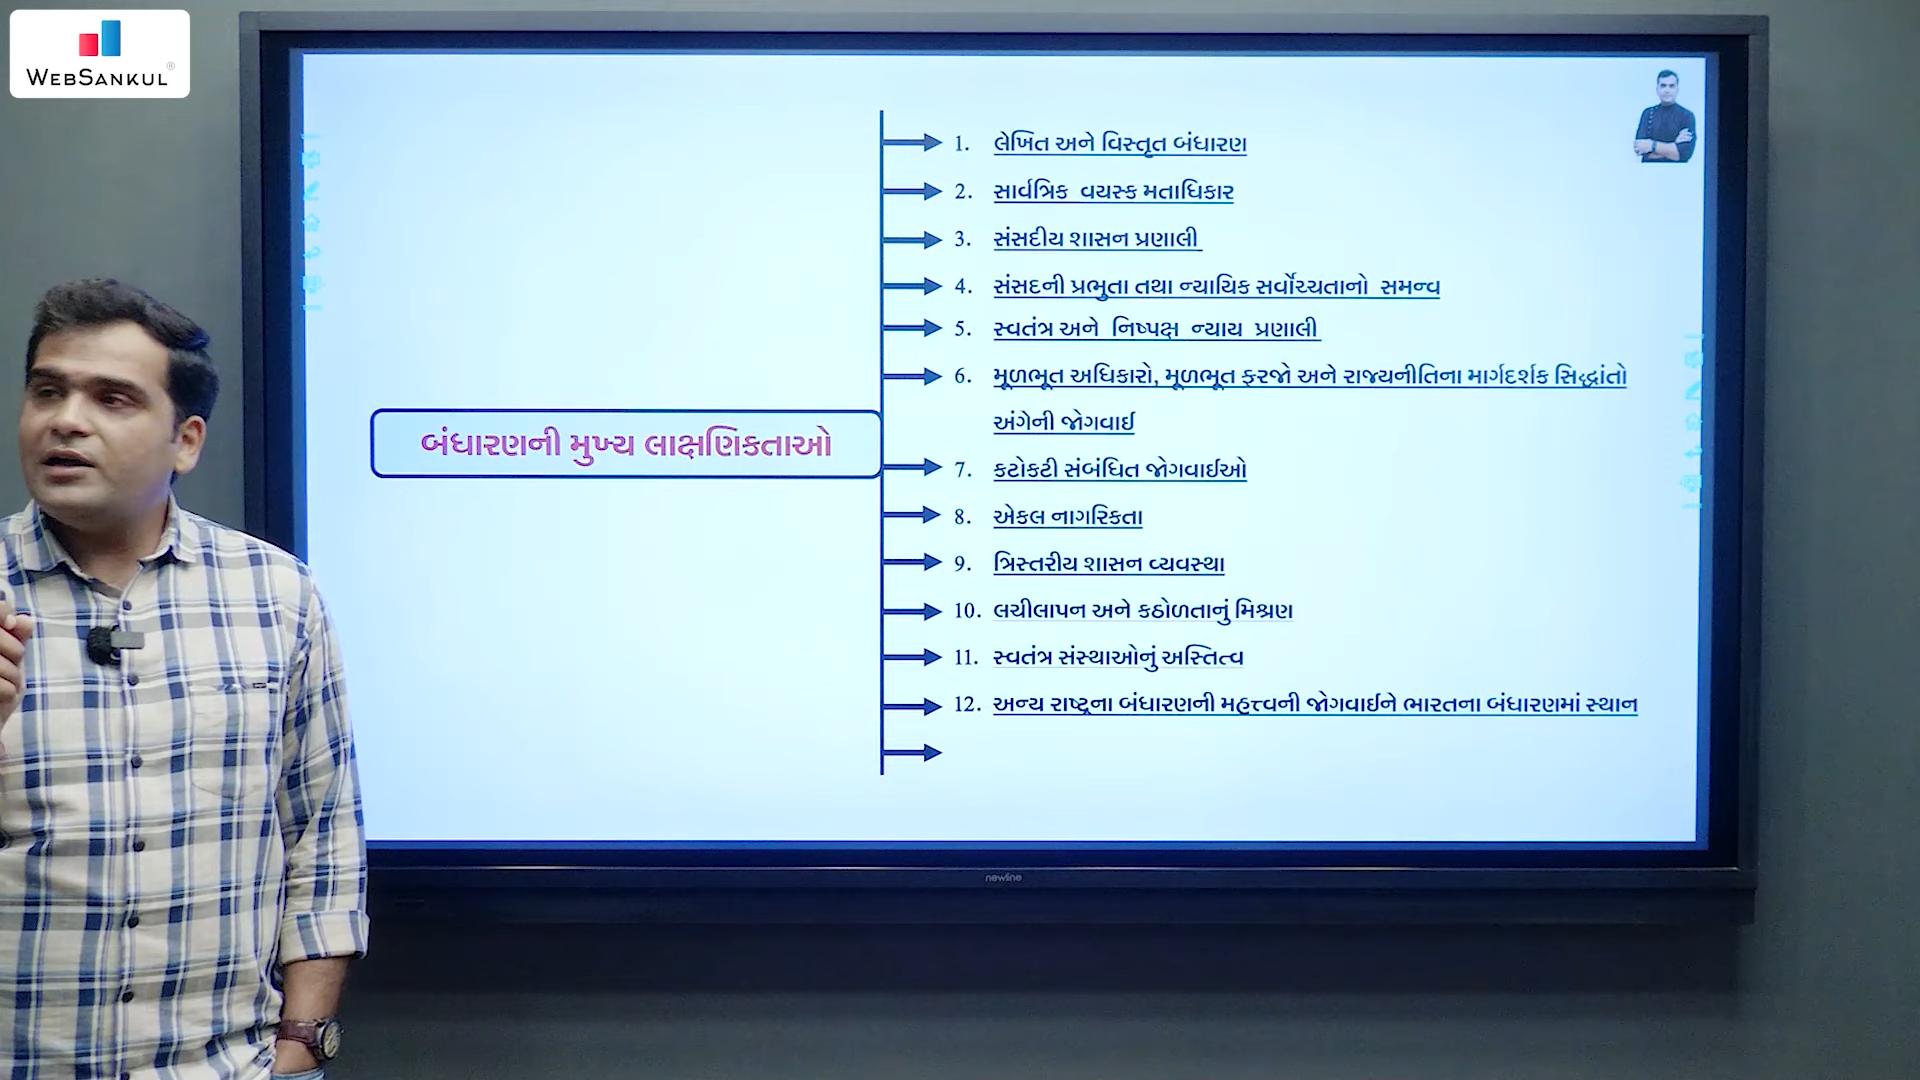 WEBSANKUL
બંધારણની મુખ્ય લાક્ષણિકતાઓ
1. લેખિત અને વિસ્તૃત બંધારણ
2. સાર્વત્રિક વયસ્ક મતાધિકાર
3. સંસદીય શાસન પ્રણાલી
4. સંસદની પ્રભુતા તથા ન્યાયિક સર્વોચ્ચતાનો સમન્વ
5. સ્વતંત્ર અને નિષ્પક્ષ ન્યાય પ્રણાલી
6. મૂળભૂત અધિકારો, મૂળભૂત ફરજો અને રાજ્યનીતિના માર્ગદર્શક સિદ્ધાંતો
અંગેની જોગવાઈ
7. કટોકટી સંબંધિત જોગવાઈઓ
8. એકલ નાગરિકતા
9. ત્રિસ્તરીય શાસન વ્યવસ્થા
10. લચીલાપન અને કઠોળતાનું મિશ્રણ
11. સ્વતંત્ર સંસ્થાઓનું અસ્તિત્વ
12. અન્ય રાષ્ટ્રના બંધારણની મહત્ત્વની જોગવાઈને ભારતના બંધારણમાં સ્થાન
newline